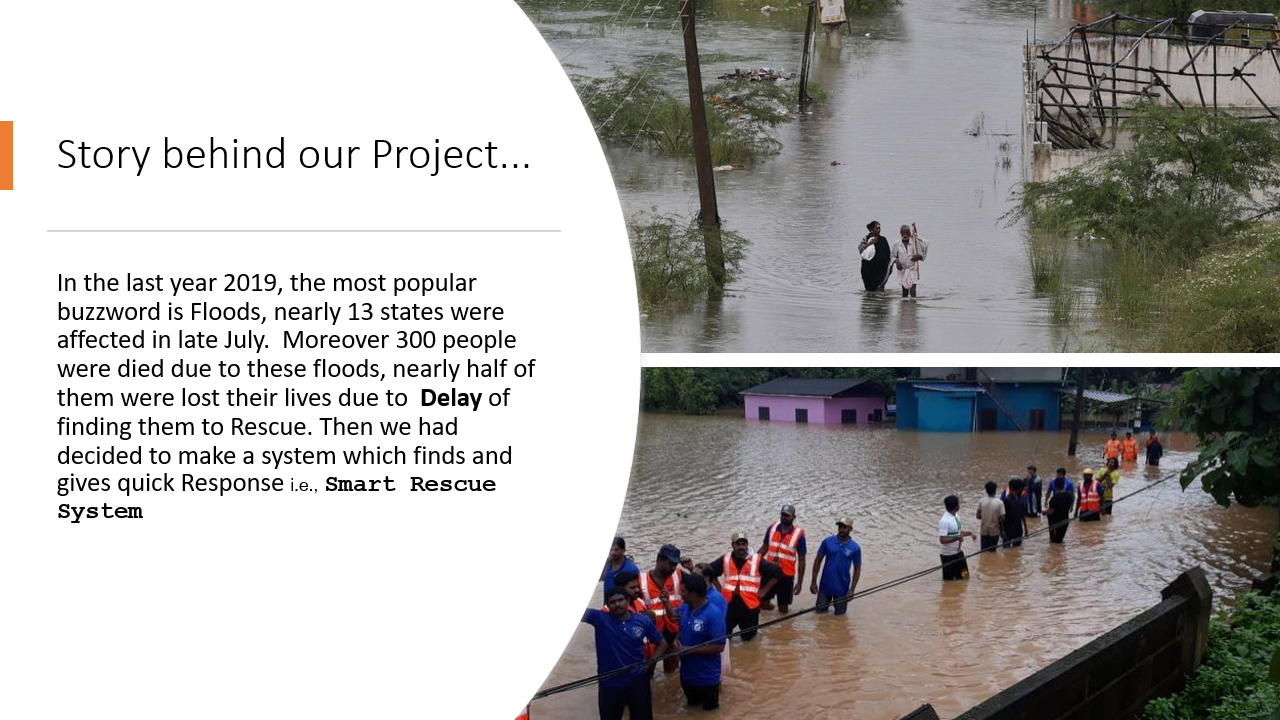 Story behind our Project...
In the last year 2019, the most popular
buzzword is Floods, nearly 13 states were
affected in late July.  Moreover 300 people
were died due to these floods, nearly half of
them were lost their lives due to  Delay of
finding them to Rescue. Then we had
decided to make a system which finds and
gives quick Response i.e., Smart Rescue
System